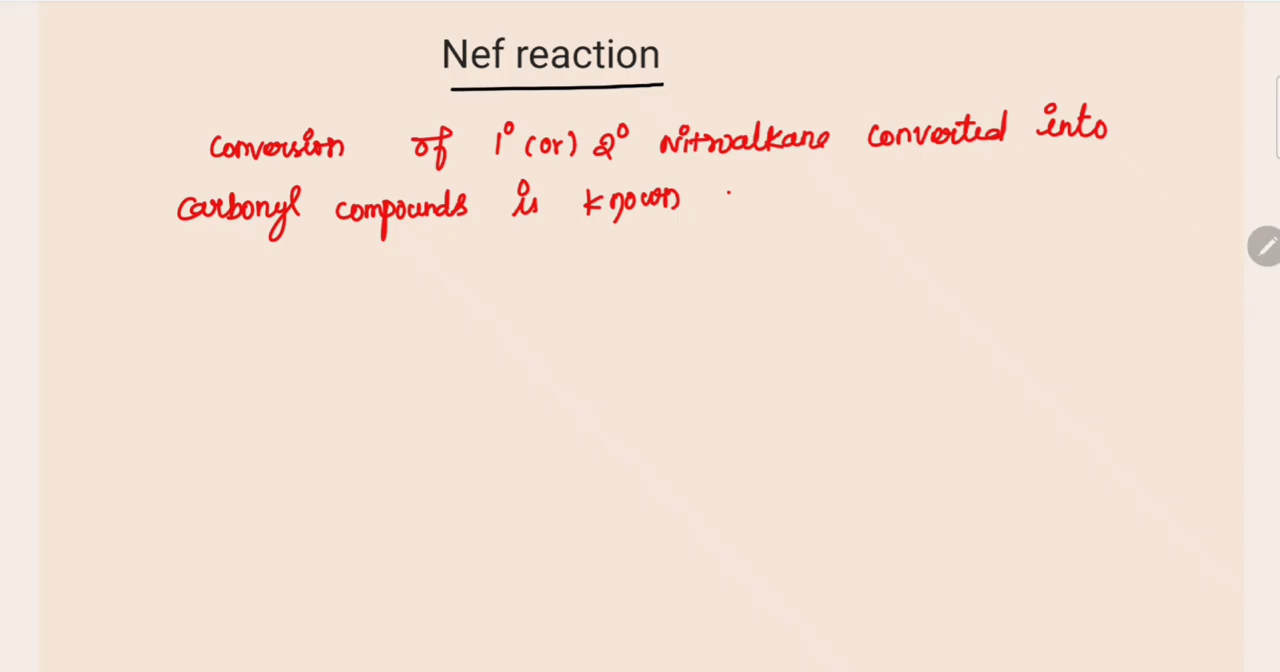 Nef reaction
conversion of 1° (or) 2° Nitroalkane converted into
carbonyl compounds is known